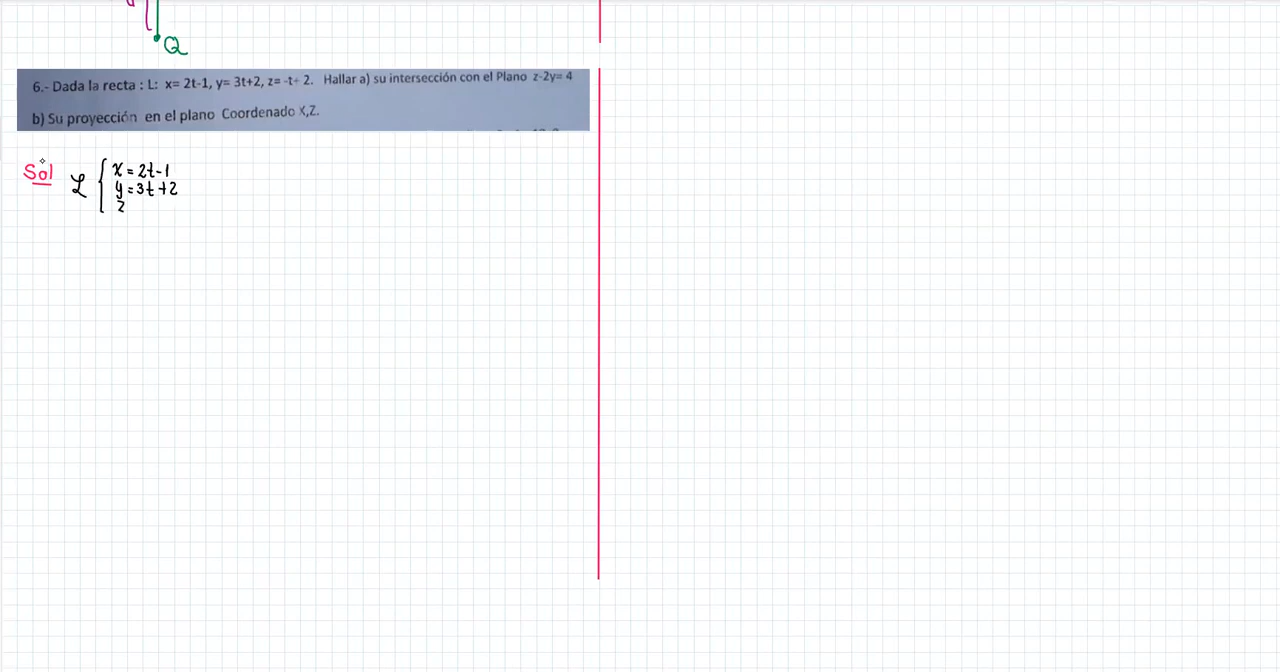 Q
6.- Dada la recta : L: x= 2t-1, y= 3t+2, z= -t+ 2. Hallar a) su intersección con el Plano z-2y= 4
b) Su proyección en el plano Coordenado X,Z.
Sol
L { x = 2t-1
y = 3t+2
z